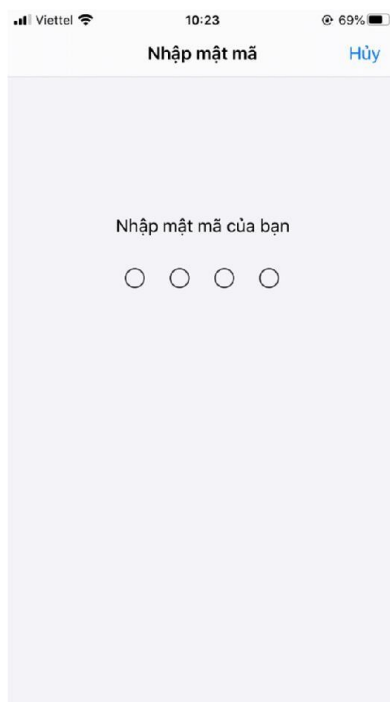 Viettel 10:23 69%
Nhập mật mã Hủy
Nhập mật mã của bạn